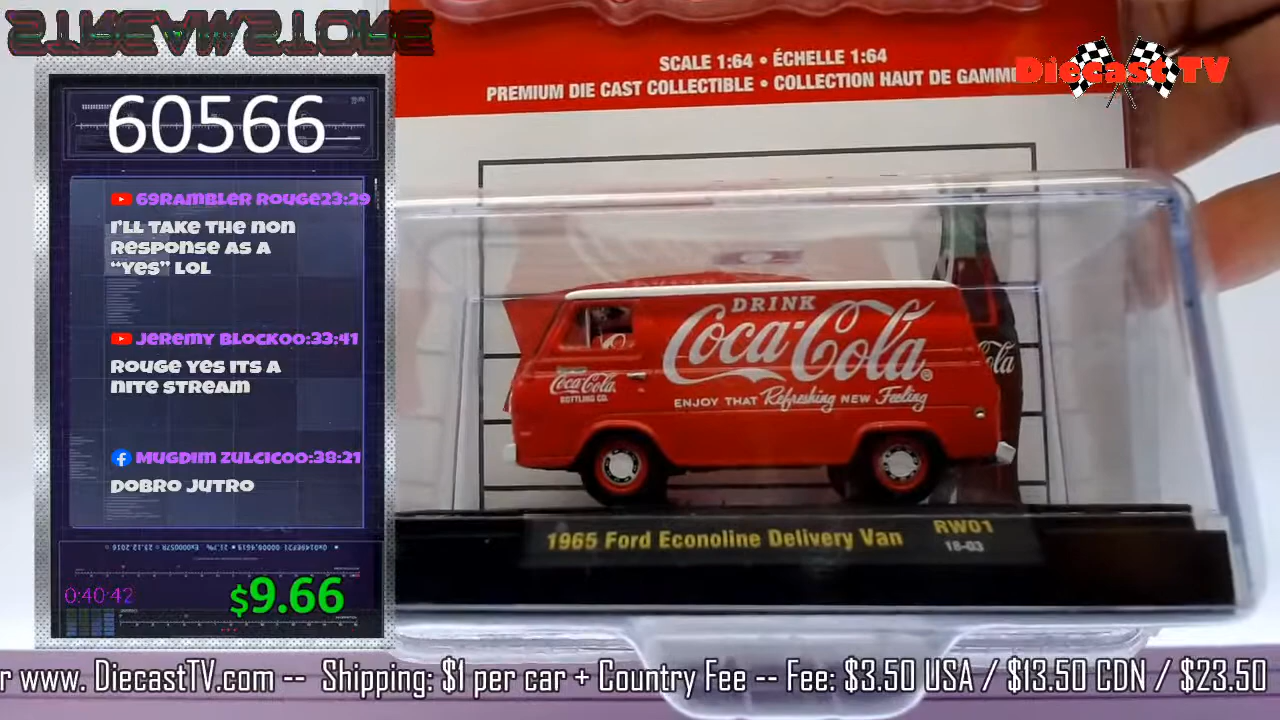 SCALE 1:64 • ÉCHELLE 1:64
PREMIUM DIE CAST COLLECTIBLE • COLLECTION HAUT DE GAMME
Diecast TV
60566
69Rambler Rouge23:29
I'LL TAKE THE NON
RESPONSE AS A
“YES” LOL
Jeremy Block00:33:41
ROUGE YES ITS A
NITE STREAM
Mugdim Zulcic00:38:21
DOBRO JUTRO
0:40:42
$9.66
DRINK
Coca-Cola®
ENJOY THAT Refreshing NEW Feeling
Coca-Cola
BOTTLING CO.
1965 Ford Econoline Delivery Van
RW01
18-03
r www. DiecastTV.com -- Shipping: $1 per car + Country Fee -- Fee: $3.50 USA / $13.50 CDN / $23.50